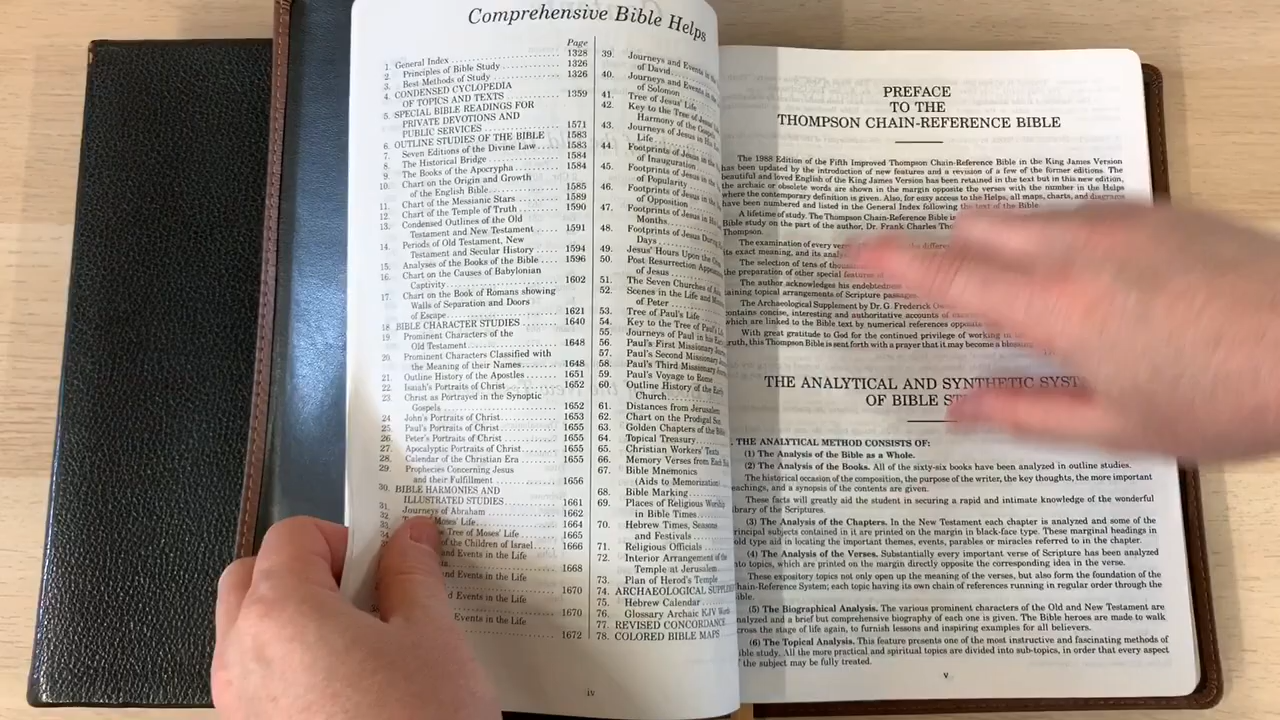 Comprehensive Bible Helps
Page
1. General Index 1328
2. Principles of Bible Study 1326
3. Best Methods of Study 1326
4. CONDENSED CYCLOPEDIA
OF TOPICS AND TEXTS 1359
5. SPECIAL BIBLE READINGS FOR
PRIVATE DEVOTIONS AND
PUBLIC SERVICES 1571
6. OUTLINE STUDIES OF THE BIBLE 1583
7. Seven Editions of the Divine Law 1583
8. The Historical Bridge 1584
9. The Books of the Apocrypha 1584
10. Chart on the Origin and Growth
of the English Bible 1585
11. Chart of the Messianic Stars 1589
12. Chart of the Temple of Truth 1590
13. Condensed Outlines of the Old
Testament and New Testament 1591
14. Periods of Old Testament, New
Testament and Secular History 1594
15. Analyses of the Books of the Bible 1596
16. Chart on the Causes of Babylonian
Captivity 1602
17. Chart on the Book of Romans showing
Walls of Separation and Doors
of Escape 1621
18. BIBLE CHARACTER STUDIES 1640
19. Prominent Characters of the
Old Testament 1648
20. Prominent Characters Classified with
the Meaning of their Names 1648
21. Outline History of the Apostles 1651
22. Isaiah's Portraits of Christ 1652
23. Christ as Portrayed in the Synoptic
Gospels 1652
24. John's Portraits of Christ 1653
25. Paul's Portraits of Christ 1655
26. Peter's Portraits of Christ 1655
27. Apocalyptic Portraits of Christ 1655
28. Calendar of the Christian Era 1655
29. Prophecies Concerning Jesus
and their Fulfillment 1656
30. BIBLE HARMONIES AND
ILLUSTRATED STUDIES 1661
31. Journeys of Abraham 1662
32. Moses' Life 1664
Tree of Moses' Life 1665
of the Children of Israel 1666
and Events in the Life
1668
and Events in the Life
1670
and Events in the Life
1670
Events in the Life
1672
39. Journeys and Events in the
of David
40. Journeys and Events in the
of Solomon
41. Tree of Jesus' Life
42. Key to the Tree of Jesus'
Harmony of the Gospels
43. Journeys of Jesus in His
Life
44. Footprints of Jesus in the
of Inauguration
45. Footprints of Jesus in the
of Popularity
46. Footprints of Jesus in the
of Opposition
47. Footprints of Jesus in His
Months
48. Footprints of Jesus During
Days
49. Jesus' Hours Upon the
50. Post Resurrection
of Jesus
51. The Seven Churches of
52. Scenes in the Life and
of Peter
53. Tree of Paul's Life
54. Key to the Tree of Paul's
55. Journeys of Paul in his
56. Paul's First Missionary
57. Paul's Second Missionary
58. Paul's Third Missionary
59. Paul's Voyage to Rome
60. Outline History of the
Church
61. Distances from Jerusalem
62. Chart on the Prodigal Son
63. Golden Chapters of the
64. Topical Treasury
65. Christian Workers' Texts
66. Memory Verses from Each
67. Bible Mnemonics
(Aids to Memorization)
68. Bible Marking
69. Places of Religious Worship
in Bible Times
70. Hebrew Times, Seasons
and Festivals
71. Religious Officials
72. Interior Arrangement of the
Temple at Jerusalem
73. Plan of Herod's Temple
74. ARCHAEOLOGICAL
75. Hebrew Calendar
76. Glossary Archaic KJV
77. REVISED CONCORDANCE
78. COLORED BIBLE MAPS
iv
PREFACE
TO THE
THOMPSON CHAIN-REFERENCE BIBLE
The 1988 Edition of the Fifth Improved Thompson Chain-Reference Bible in the King James Version
has been updated by the introduction of new features and a revision of a few of the former editions. The
beautiful and loved English of the King James Version has been retained in the text but in this new edition,
the archaic or obsolete words are shown in the margin opposite the verses with the number in the Helps
where the contemporary definition is given. Also, for easy access to the Helps, all maps, charts, and diagrams
have been numbered and listed in the General Index following the text of the Bible.
A lifetime of study. The Thompson Chain-Reference Bible
Bible study on the part of the author, Dr. Frank Charles
Thompson.
The examination of every
its exact meaning, and its
The selection of tens of
the preparation of other special features
The author acknowledges his indebtedness
topical arrangements of Scripture passages
The Archaeological Supplement by Dr. G. Frederick
contains concise, interesting and authoritative accounts of
which are linked to the Bible text by numerical references
With great gratitude to God for the continued privilege of working
truth, this Thompson Bible is sent forth with a prayer that it may become a
THE ANALYTICAL AND SYNTHETIC
OF BIBLE
THE ANALYTICAL METHOD CONSISTS OF:
(1) The Analysis of the Bible as a Whole.
(2) The Analysis of the Books. All of the sixty-six books have been analyzed in outline studies.
The historical occasion of the composition, the purpose of the writer, the key thoughts, the more important
teachings, and a synopsis of the contents are given.
These facts will greatly aid the student in securing a rapid and intimate knowledge of the wonderful
library of the Scriptures.
(3) The Analysis of the Chapters. In the New Testament each chapter is analyzed and some of the
principal subjects contained in it are printed on the margin in black-face type. These marginal headings in
bold type aid in locating the important themes, events, parables or miracles referred to in the chapter.
(4) The Analysis of the Verses. Substantially every important verse of Scripture has been analyzed
into topics, which are printed on the margin directly opposite the corresponding idea in the verse.
These expository topics not only open up the meaning of the verses, but also form the foundation of the
Chain-Reference System; each topic having its own chain of references running in regular order through the
Bible.
(5) The Biographical Analysis. The various prominent characters of the Old and New Testament are
analyzed and a brief but comprehensive biography of each one is given. The Bible heroes are made to walk
across the stage of life again, to furnish lessons and inspiring examples for all believers.
(6) The Topical Analysis. This feature presents one of the most instructive and fascinating methods of
Bible study. All the more practical and spiritual topics are divided into sub-topics, in order that every aspect
of the subject may be fully treated.
v